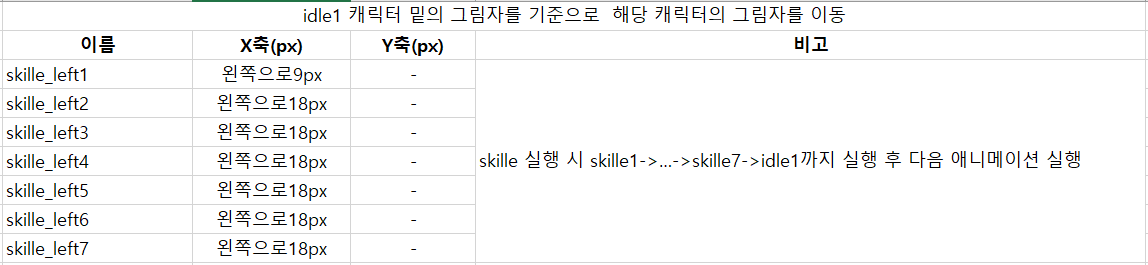 idle1 캐릭터 밑의 그림자를 기준으로  해당 캐릭터의 그림자를 이동
이름 X축(px) Y축(px) 비고
skille_left1 왼쪽으로9px -
skille_left2 왼쪽으로18px -
skille_left3 왼쪽으로18px -
skille_left4 왼쪽으로18px - skille 실행 시 skille1->...->skille7->idle1까지 실행 후 다음 애니메이션 실행
skille_left5 왼쪽으로18px -
skille_left6 왼쪽으로18px -
skille_left7 왼쪽으로18px -